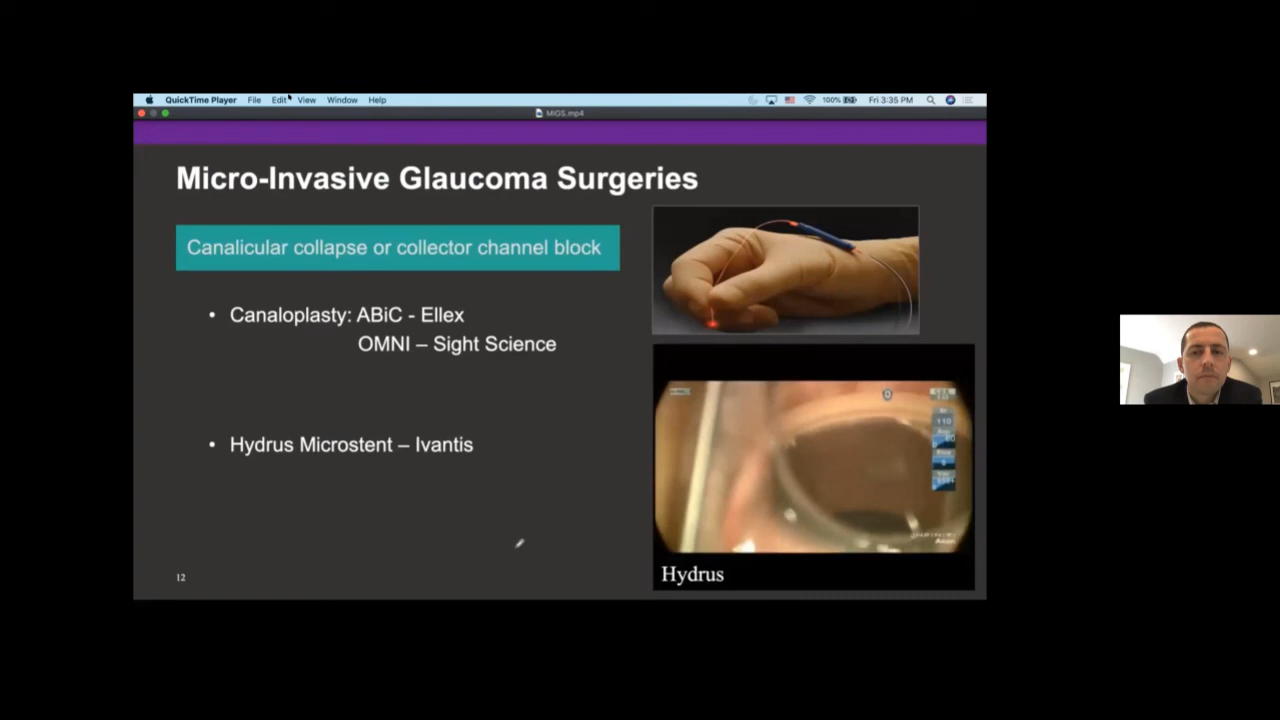 QuickTime Player File Edit View Window Help 100% Fri 3:35 PM
MIGS.mp4
Micro-Invasive Glaucoma Surgeries
Canalicular collapse or collector channel block
• Canaloplasty: ABiC - Ellex
OMNI – Sight Science
• Hydrus Microstent – Ivantis
110
Hydrus
12